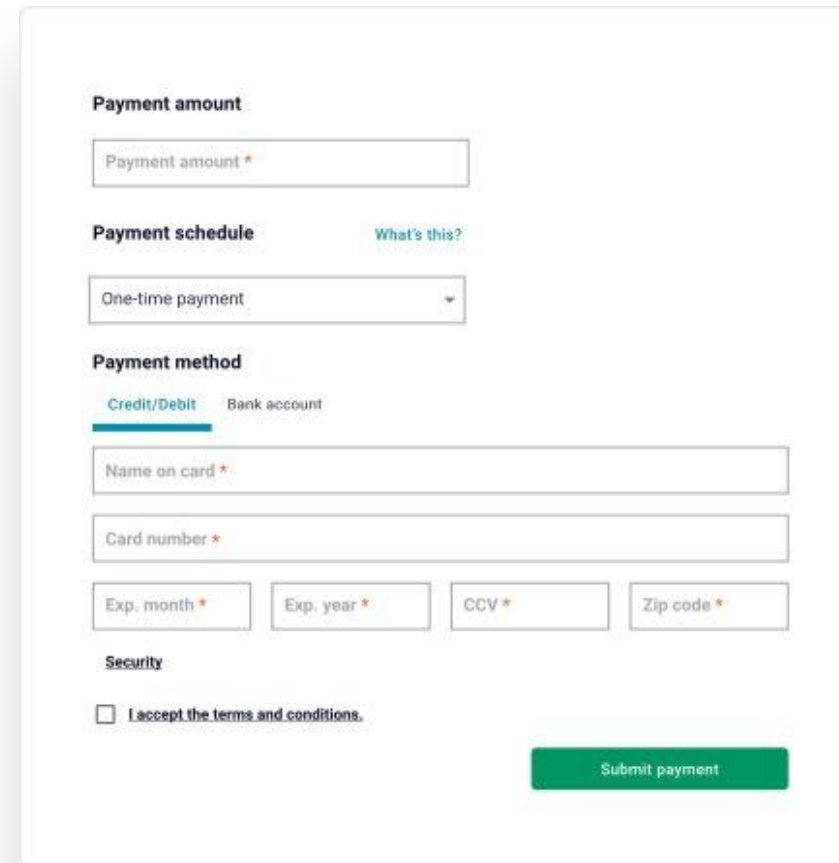 Payment amount
Payment amount *
Payment schedule What's this?
One-time payment
Payment method
Credit/Debit Bank account
Name on card *
Card number *
Exp. month * Exp. year * CCV * Zip code *
Security
I accept the terms and conditions.
Submit payment